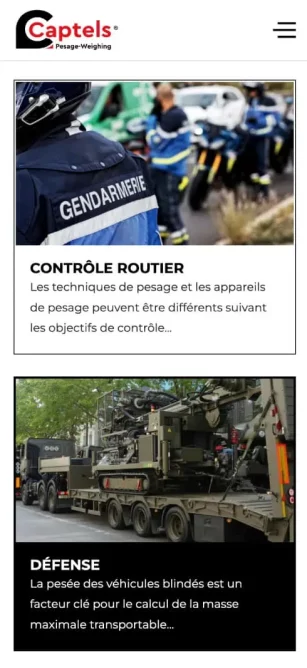 Captels®
Pesage-Weighing
GENDARMERIE
CONTRÔLE ROUTIER
Les techniques de pesage et les appareils
de pesage peuvent être différents suivant
les objectifs de contrôle...
DÉFENSE
La pesée des véhicules blindés est un
facteur clé pour le calcul de la masse
maximale transportable...